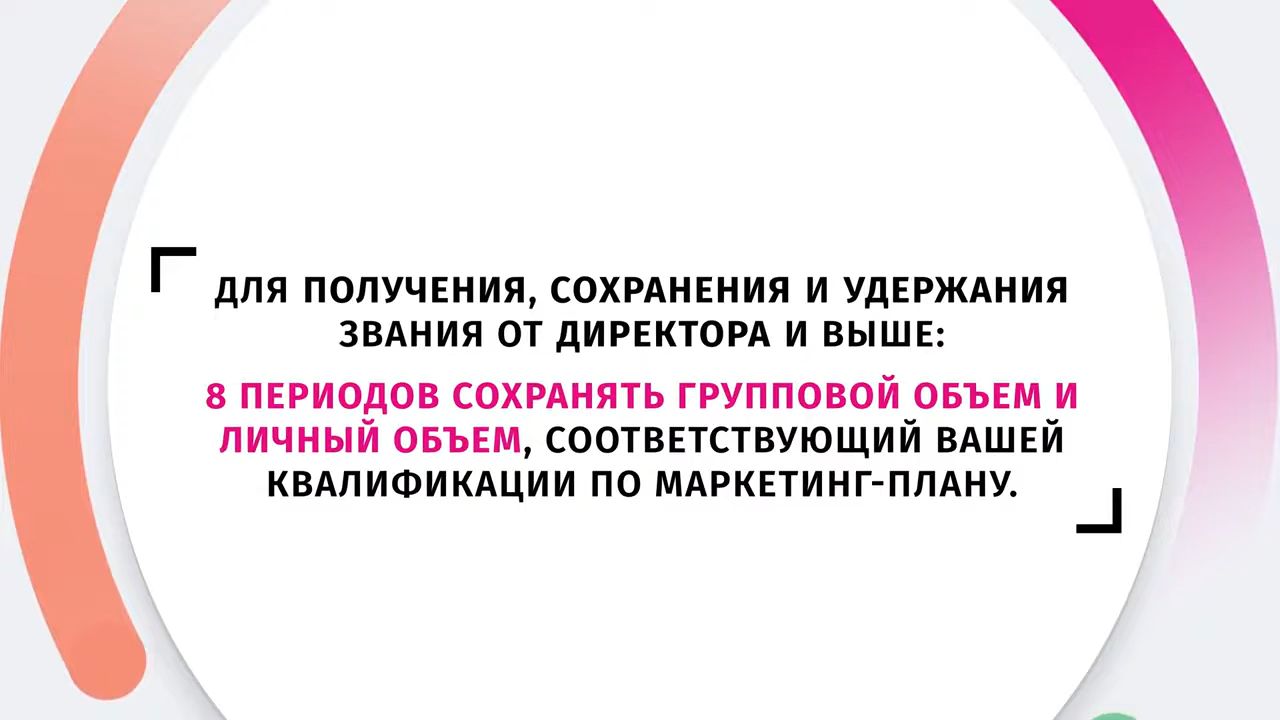 ДЛЯ ПОЛУЧЕНИЯ, СОХРАНЕНИЯ И УДЕРЖАНИЯ
ЗВАНИЯ ОТ ДИРЕКТОРА И ВЫШЕ:
8 ПЕРИОДОВ СОХРАНЯТЬ ГРУППОВОЙ ОБЪЕМ И
ЛИЧНЫЙ ОБЪЕМ, СООТВЕТСТВУЮЩИЙ ВАШЕЙ
КВАЛИФИКАЦИИ ПО МАРКЕТИНГ-ПЛАНУ.